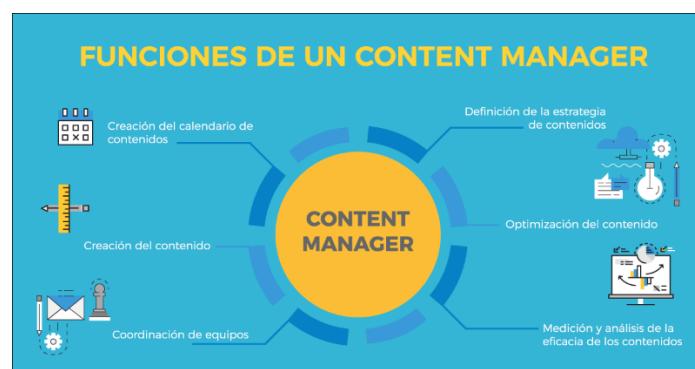 FUNCIONES DE UN CONTENT MANAGER
Creación del calendario de
contenidos
Creación del contenido
Coordinación de equipos
CONTENT
MANAGER
Definición de la estrategia
de contenidos
Optimización del contenido
Medición y análisis de la
eficacia de los contenidos